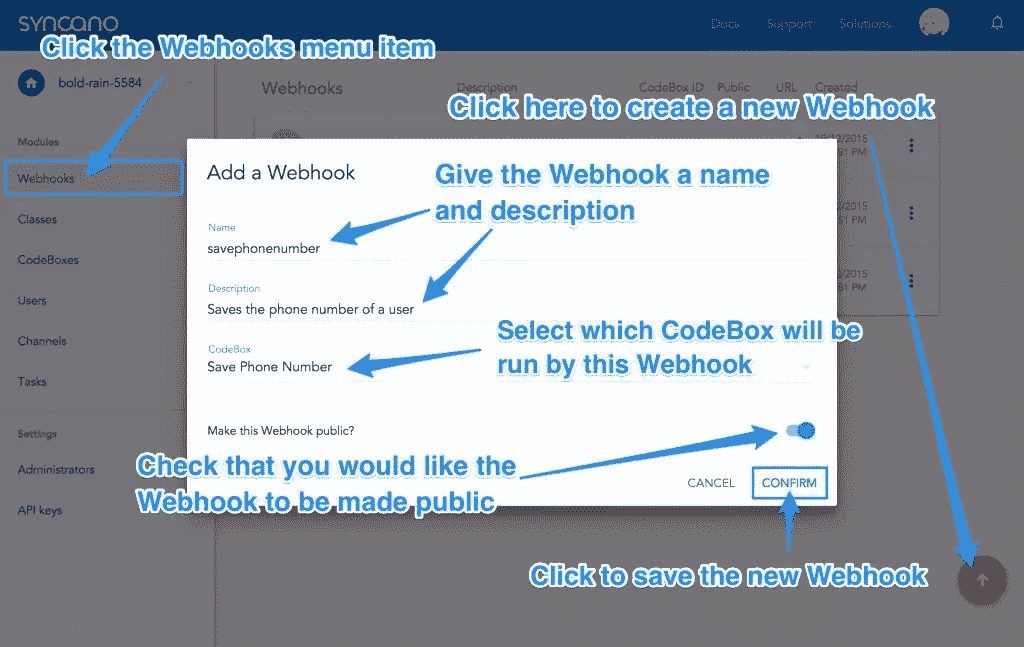 syncano
Docs Support Solutions
Click the Webhooks menu item
bold-rain-5584
Webhooks Description CodeBox ID Public URL Created
Click here to create a new Webhook
Modules
Webhooks
Classes
CodeBoxes
Users
Channels
Tasks
Settings
Administrators
API keys
Add a Webhook
Give the Webhook a name
and description
Name
savephonenumber
Description
Saves the phone number of a user
Select which CodeBox will be
run by this Webhook
CodeBox
Save Phone Number
Make this Webhook public?
Check that you would like the
Webhook to be made public
CANCEL CONFIRM
Click to save the new Webhook